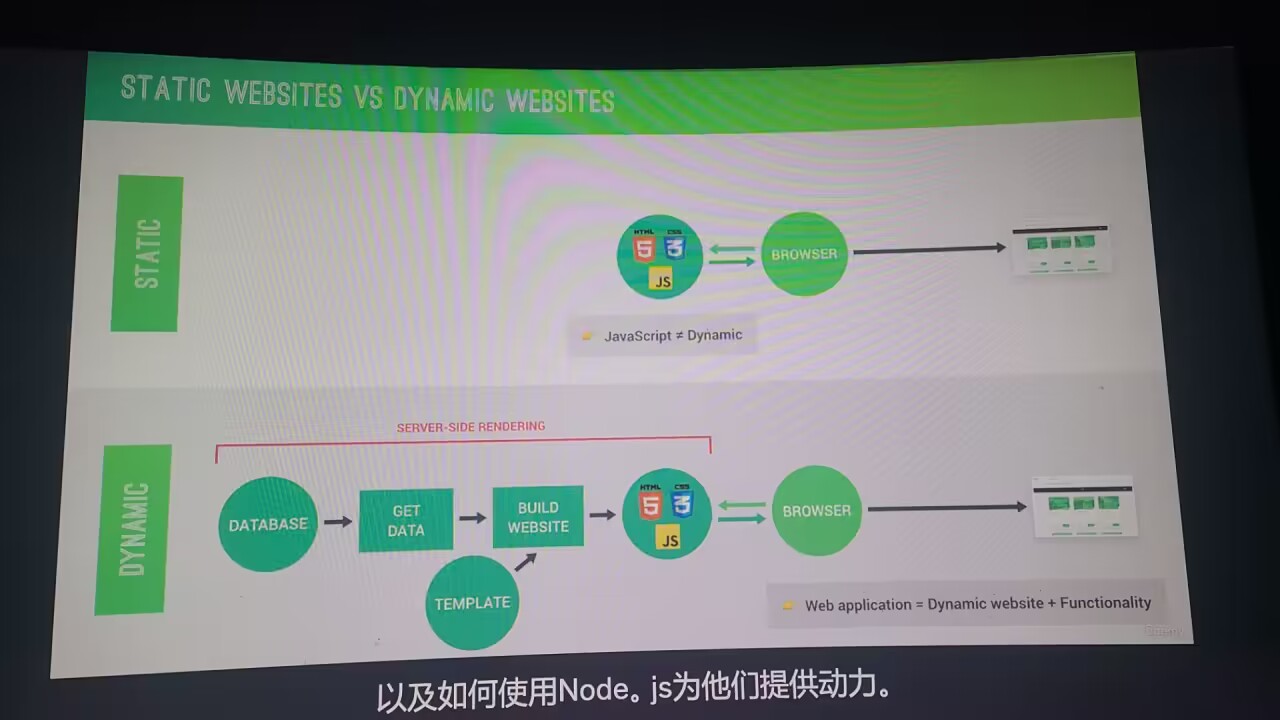 STATIC WEBSITES VS DYNAMIC WEBSITES
STATIC
HTML
CSS
5
3
JS
BROWSER
JavaScript ≠ Dynamic
SERVER-SIDE RENDERING
DYNAMIC
DATABASE
GET
DATA
BUILD
WEBSITE
TEMPLATE
HTML
CSS
5
3
JS
BROWSER
Web application = Dynamic website + Functionality
Udemy
以及如何使用Node。js为他们提供动力。